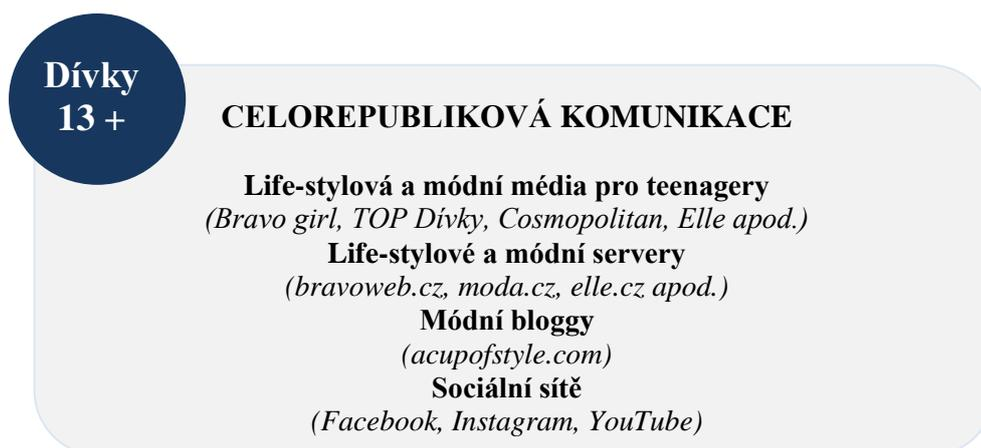 Dívky
13 +
CELOREPUBLIKOVÁ KOMUNIKACE
Life-stylová a módní média pro teenagery
(Bravo girl, TOP Dívky, Cosmopolitan, Elle apod.)
Life-stylové a módní servery
(bravoweb.cz, moda.cz, elle.cz apod.)
Módní bloggy
(acupofstyle.com)
Sociální sítě
(Facebook, Instagram, YouTube)